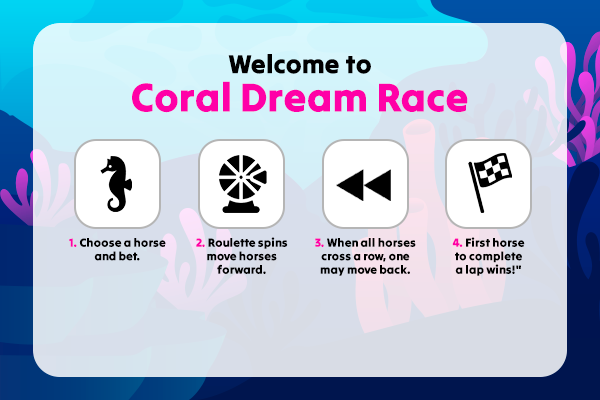 Welcome to
Coral Dream Race
1. Choose a horse
and bet.
2. Roulette spins
move horses
forward.
3. When all horses
cross a row, one
may move back.
4. First horse
to complete
a lap wins!"